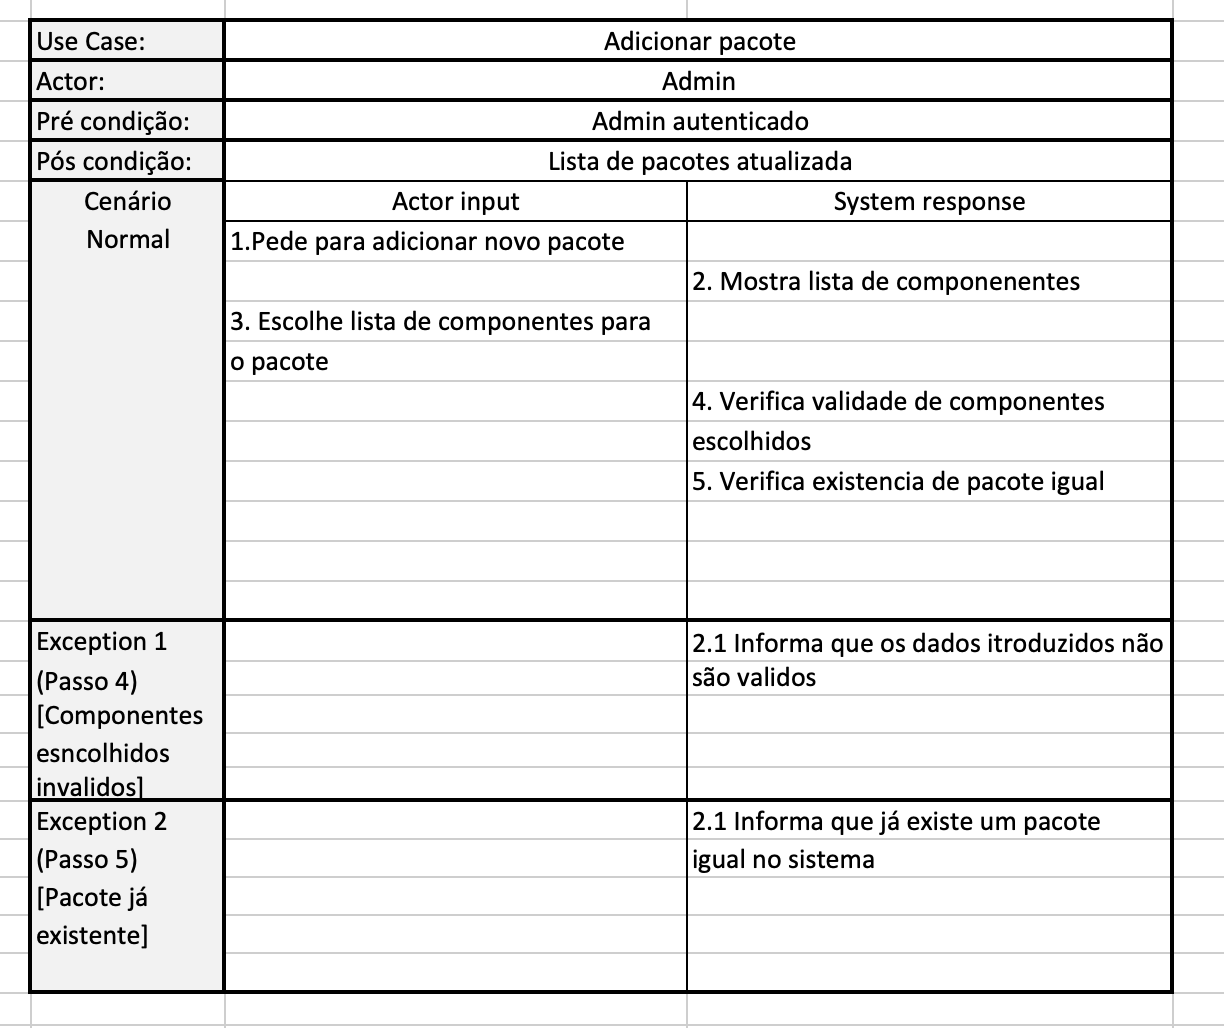 Use Case: Adicionar pacote
Actor: Admin
Pré condição: Admin autenticado
Pós condição: Lista de pacotes atualizada
Cenário
Normal
Actor input System response
1.Pede para adicionar novo pacote
2. Mostra lista de componenentes
3. Escolhe lista de componentes para
o pacote
4. Verifica validade de componentes
escolhidos
5. Verifica existencia de pacote igual
Exception 1
(Passo 4)
[Componentes
esncolhidos
invalidos]
2.1 Informa que os dados itroduzidos não
são validos
Exception 2
(Passo 5)
[Pacote já
existente]
2.1 Informa que já existe um pacote
igual no sistema